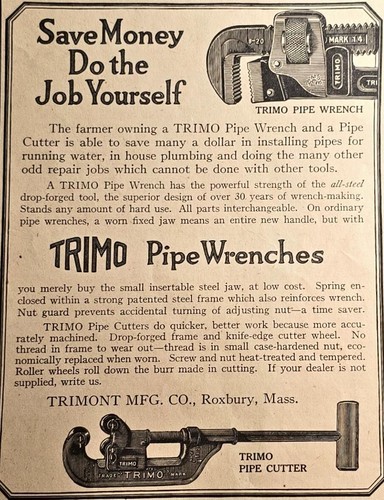 Save Money
Do the
Job Yourself
P-20
MARK 14
TRIMO
TRIMO PIPE WRENCH
The farmer owning a TRIMO Pipe Wrench and a Pipe
Cutter is able to save many a dollar in installing pipes for
running water, in house plumbing and doing the many other
odd repair jobs which cannot be done with other tools.
A TRIMO Pipe Wrench has the powerful strength of the all-steel
drop-forged tool, the superior design of over 30 years of wrench-making.
Stands any amount of hard use. All parts interchangeable. On ordinary
pipe wrenches, a worn fixed jaw means an entire new handle, but with
TRIMO Pipe Wrenches
you merely buy the small insertable steel jaw, at low cost. Spring en-
closed within a strong patented steel frame which also reinforces wrench.
Nut guard prevents accidental turning of adjusting nut—a time saver.
TRIMO Pipe Cutters do quicker, better work because more accu-
rately machined. Drop-forged frame and knife-edge cutter wheel. No
thread in frame to wear out—thread is in small case-hardened nut, eco-
nomically replaced when worn. Screw and nut heat-treated and tempered.
Roller wheels roll down the burr made in cutting. If your dealer is not
supplied, write us.
TRIMONT MFG. CO., Roxbury, Mass.
TRIMO
TRADE TRIMO MARK
TRIMO
PIPE CUTTER